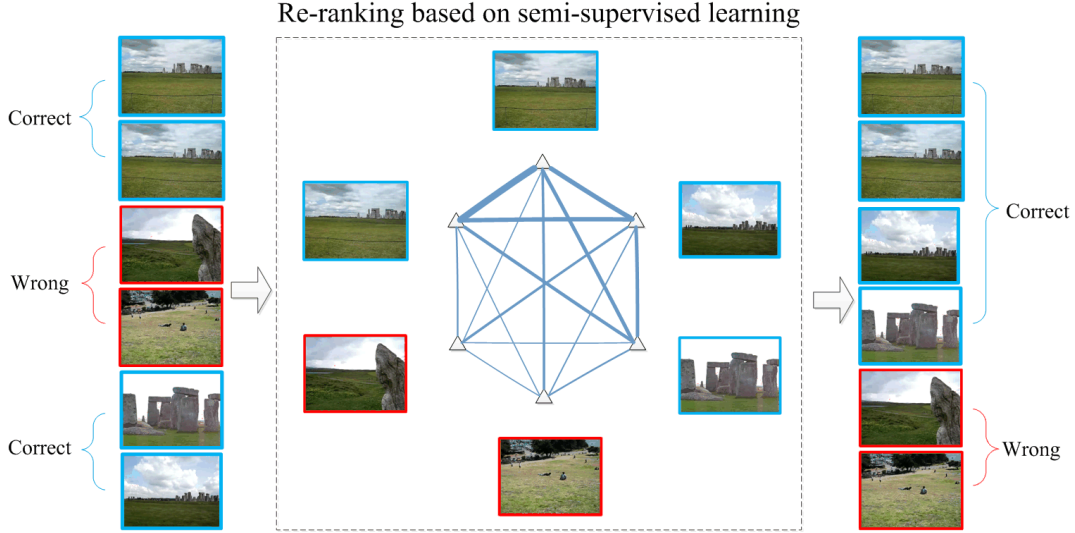 Re-ranking based on semi-supervised learning
Correct
Wrong
Correct
Correct
Wrong